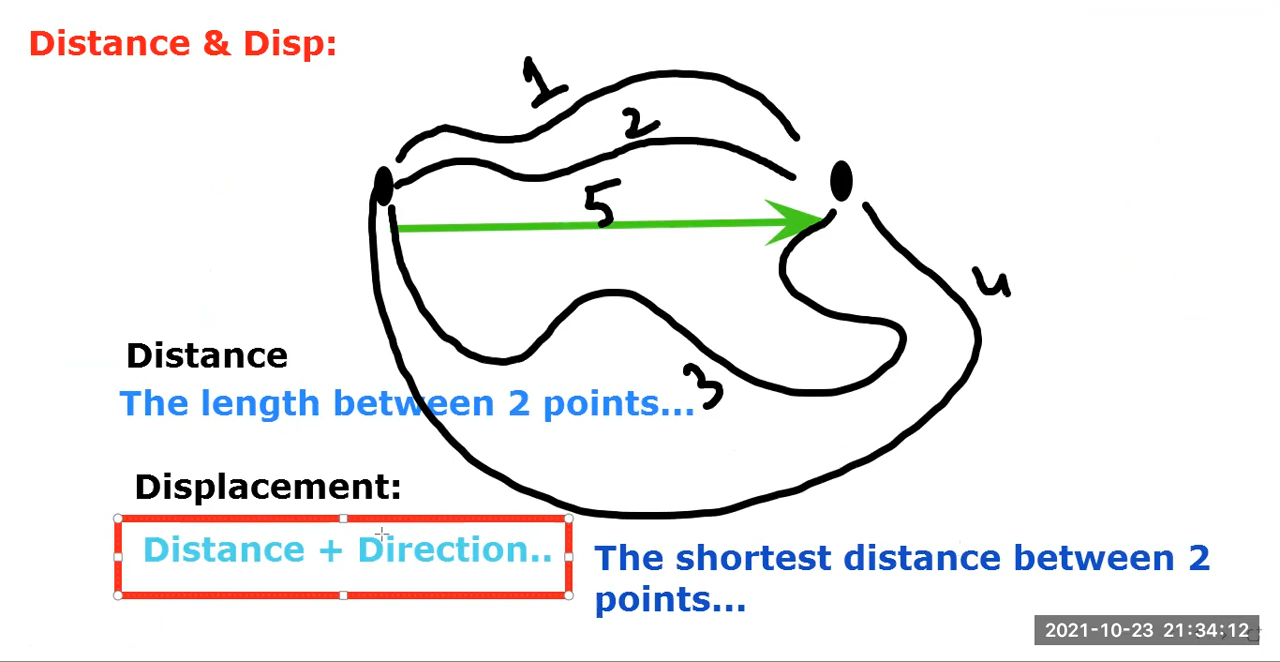 Distance & Disp:
1
2
5
4
3
Distance
The length between 2 points...
Displacement:
Distance + Direction..
The shortest distance between 2
points...
2021-10-23 21:34:12